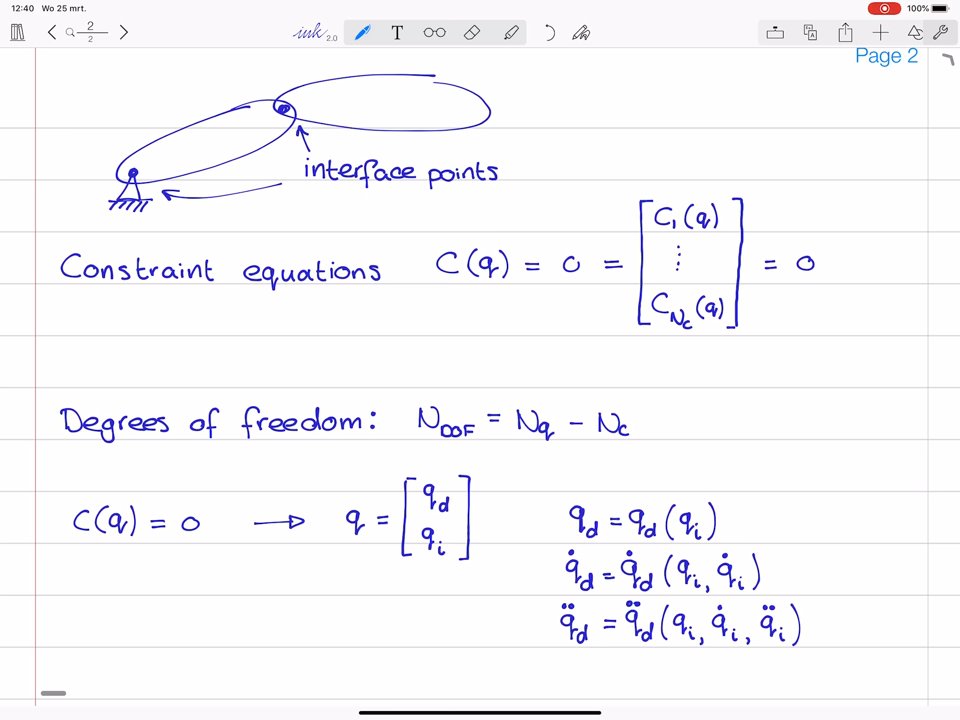 12:40 Wo 25 mrt. 100%
2
2
ink 2.0 T A
Page 2
interface points
Constraint equations C(q) = 0 = [C₁(q) ⋮ C_Nc(q)] = 0
Degrees of freedom: N_DOF = N_q - N_c
C(q) = 0 → q = [q_d q_i]
q_d = q_d(q_i)
q̇_d = q̇_d(q_i, q̇_i)
q̈_d = q̈_d(q_i, q̇_i, q̈_i)